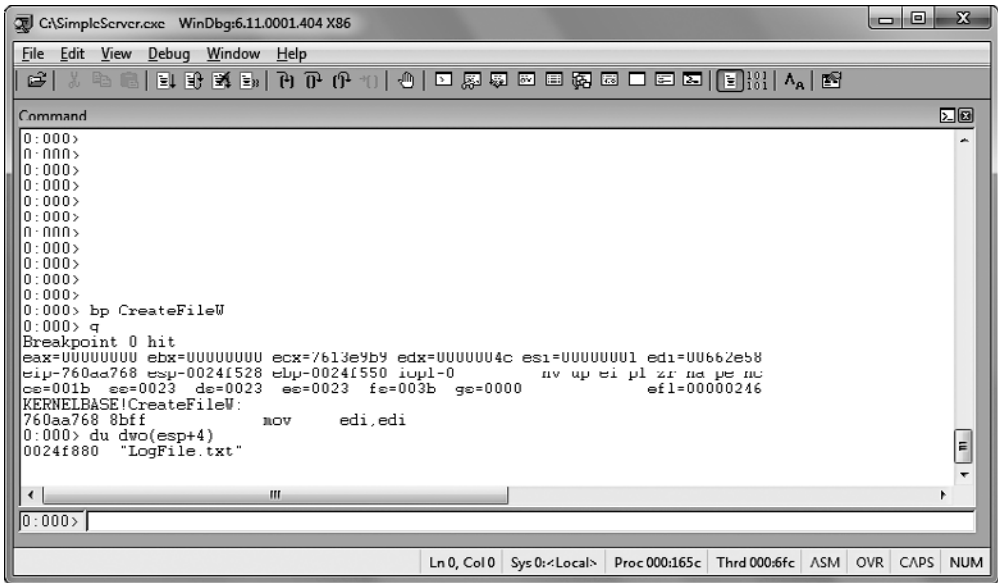 C:\SimpleServer.exe   WinDbg:6.11.0001.404 X86
File Edit View Debug Window Help
Command
0:000>
0:000>
0:000>
0:000>
0:000>
0:000>
0:000>
0:000>
0:000>
0:000>
0:000>
0:000> bp CreateFileW
0:000> g
Breakpoint 0 hit
eax=00000000 ebx=00000000 ecx=7613e9b9 edx=0000004c esi=00000001 edi=00662e58
eip=760aa768 esp=0024f528 ebp=0024f550 iopl=0         nv up ei pl zr na pe nc
cs=001b  ss=0023  ds=0023  es=0023  fs=003b  gs=0000             efl=00000246
KERNELBASE!CreateFileW:
760aa768 8bff            mov     edi,edi
0:000> du dwo(esp+4)
0024f880  "LogFile.txt"
0:000>
Ln 0, Col 0 Sys 0:<Local> Proc 000:165c Thrd 000:6fc ASM OVR CAPS NUM